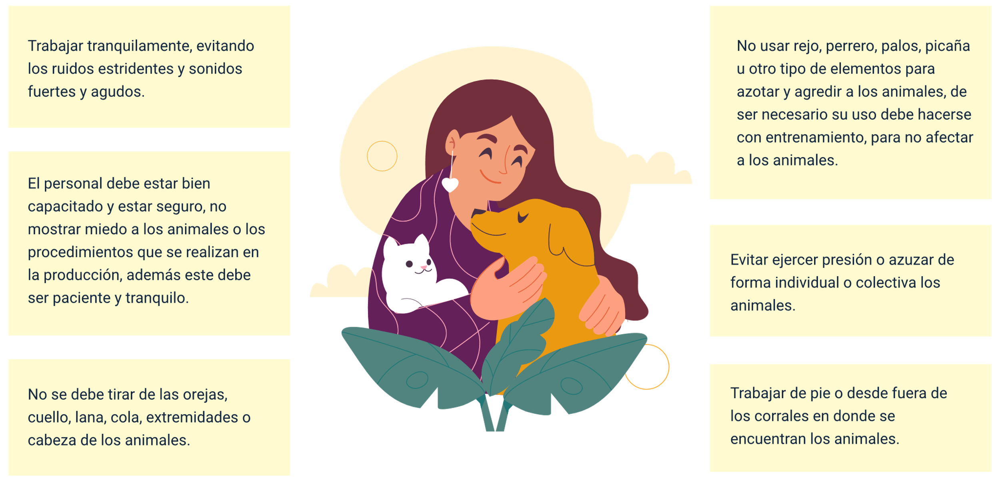 Trabajar tranquilamente, evitando
los ruidos estridentes y sonidos
fuertes y agudos.
El personal debe estar bien
capacitado y estar seguro, no
mostrar miedo a los animales o los
procedimientos que se realizan en
la producción, además este debe
ser paciente y tranquilo.
No se debe tirar de las orejas,
cuello, lana, cola, extremidades o
cabeza de los animales.
No usar rejo, perrero, palos, picaña
u otro tipo de elementos para
azotar y agredir a los animales, de
ser necesario su uso debe hacerse
con entrenamiento, para no afectar
a los animales.
Evitar ejercer presión o azuzar de
forma individual o colectiva los
animales.
Trabajar de pie o desde fuera de
los corrales en donde se
encuentran los animales.